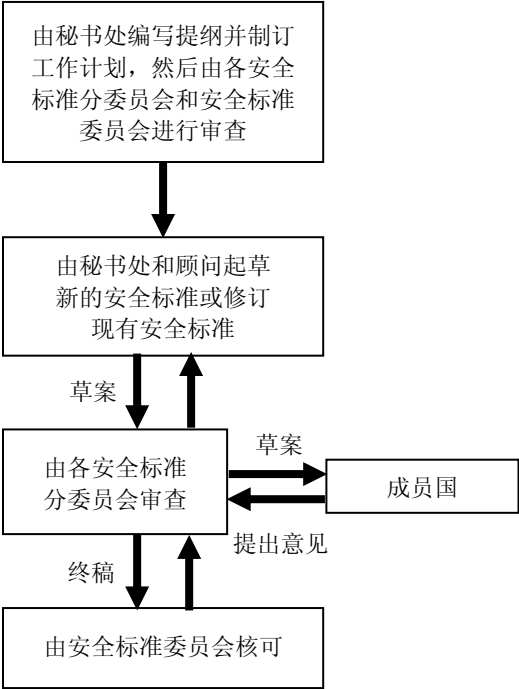 由秘书处编写提纲并制订
工作计划，然后由各安全
标准分委员会和安全标准
委员会进行审查
由秘书处和顾问起草
新的安全标准或修订
现有安全标准
草案
由各安全标准
分委员会审查
草案
成员国
提出意见
终稿
由安全标准委员会核可